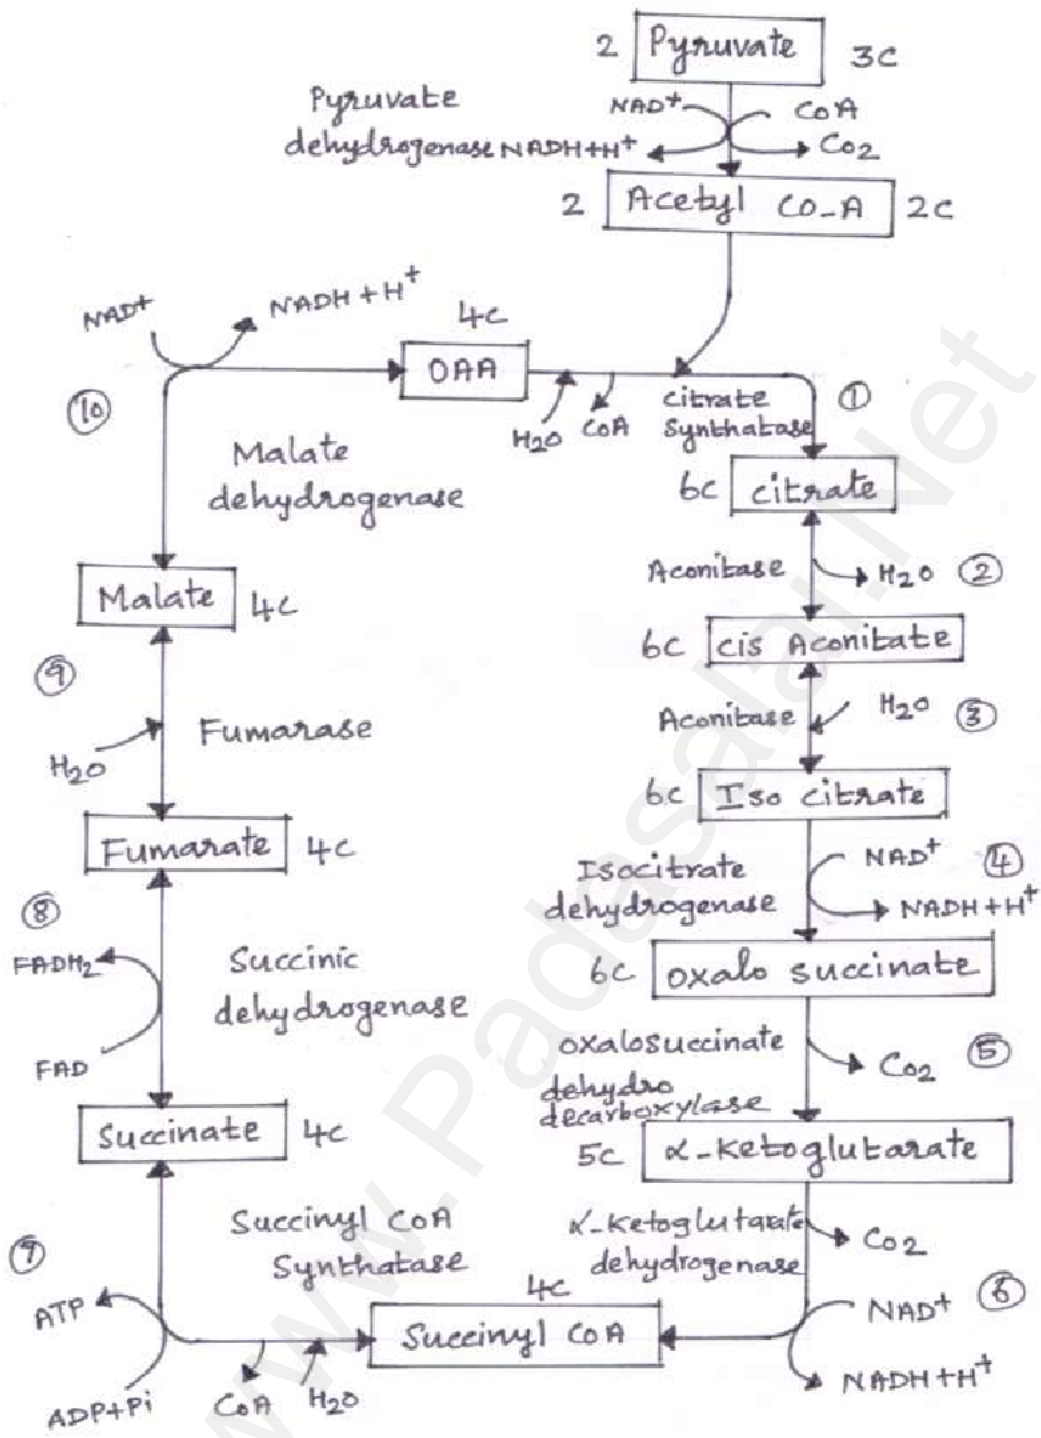 2 Pyruvate 3C
Pyruvate
dehydrogenase
NAD+ CoA
NADH+H+ Co2
2 Acetyl CO-A 2C
NAD+ NADH+H+
4C
OAA
H2O CoA
citrate
Synthatase
1
10
Malate
dehydrogenase
6C citrate
Aconitase H2O 2
Malate 4C
6C cis Aconitate
9
Aconitase H2O 3
Fumarase
H2O
6C Iso citrate
Fumarate 4C
Isocitrate
dehydrogenase
NAD+ 4
NADH+H+
8
FADH2
Succinic
dehydrogenase
FAD
6C oxalo succinate
oxalosuccinate
dehydro
decarboxylase
Co2 5
Succinate 4C
5C α-Ketoglutarate
Succinyl CoA
Synthatase
α-Ketoglutarate
dehydrogenase
Co2
7
ATP
ADP+Pi
CoA H2O
4C
Succinyl CoA
NAD+ 6
NADH+H+
www.Padasalai.Net